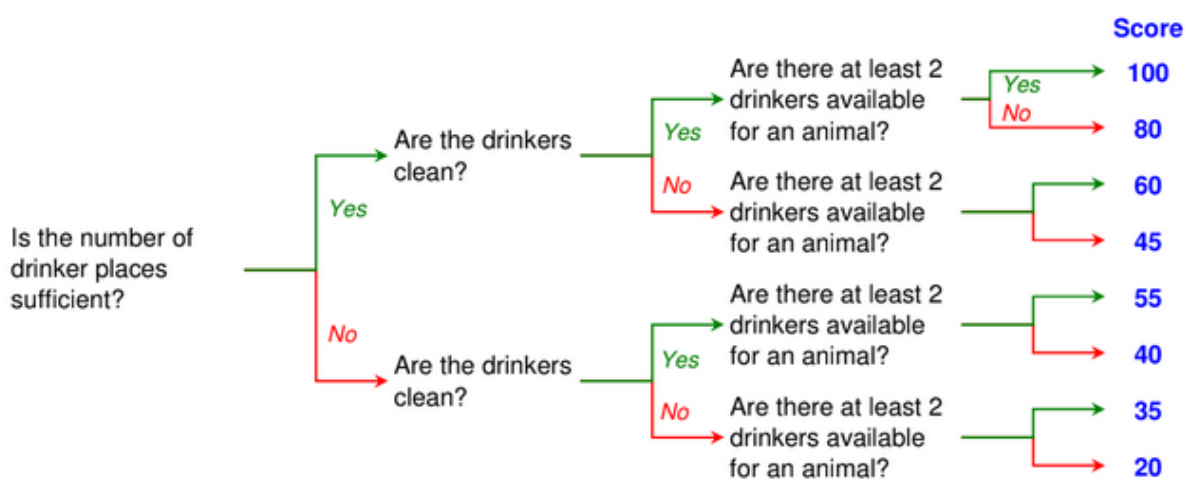 Score
Are there at least 2
drinkers available
for an animal?
Yes
100
No
80
Are the drinkers
clean?
Yes
No
Are there at least 2
drinkers available
for an animal?
60
45
Is the number of
drinker places
sufficient?
Yes
No
Are there at least 2
drinkers available
for an animal?
55
40
Are the drinkers
clean?
Yes
No
Are there at least 2
drinkers available
for an animal?
35
20